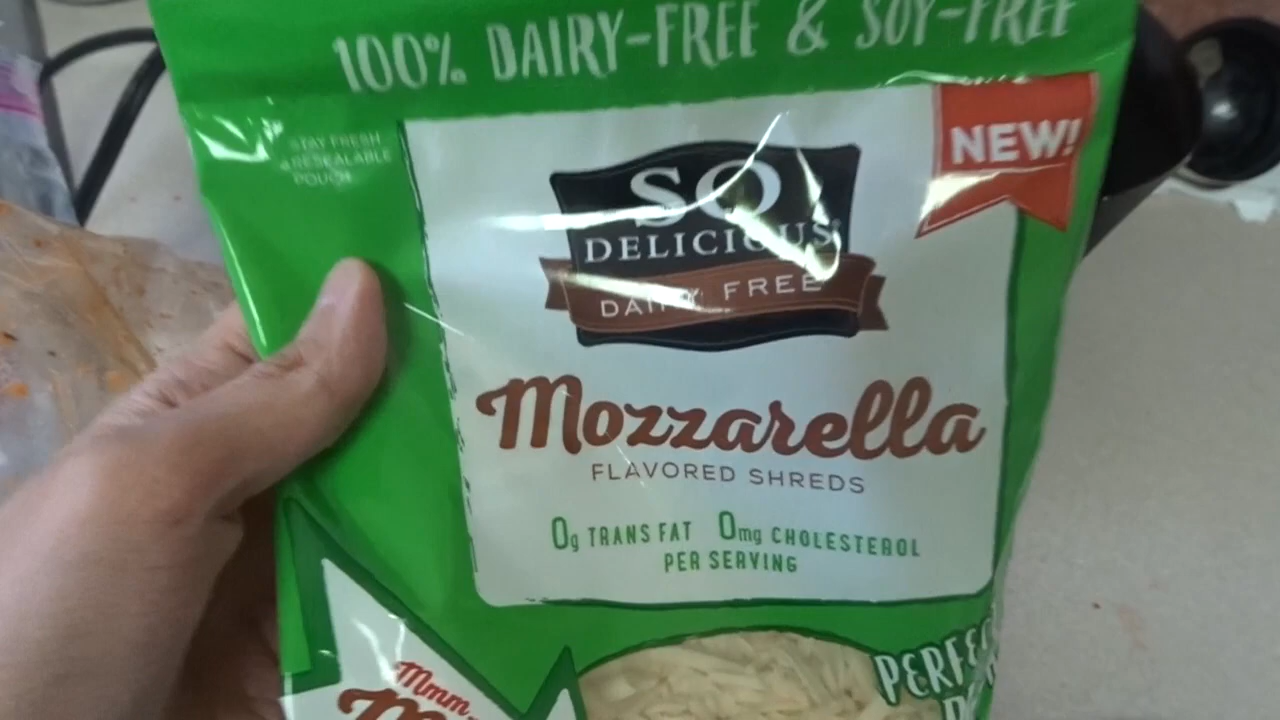 100% DAIRY-FREE & SOY-FREE
STAY FRESH
RESEALABLE
POUCH
NEW!
SO
DELICIOUS
DAIRY FREE
Mozzarella
FLAVORED SHREDS
0g TRANS FAT 0mg CHOLESTEROL
PER SERVING
Mmm